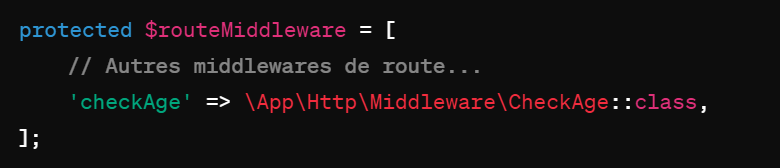 protected $routeMiddleware = [
    // Autres middlewares de route...
    'checkAge' => \App\Http\Middleware\CheckAge::class,
];